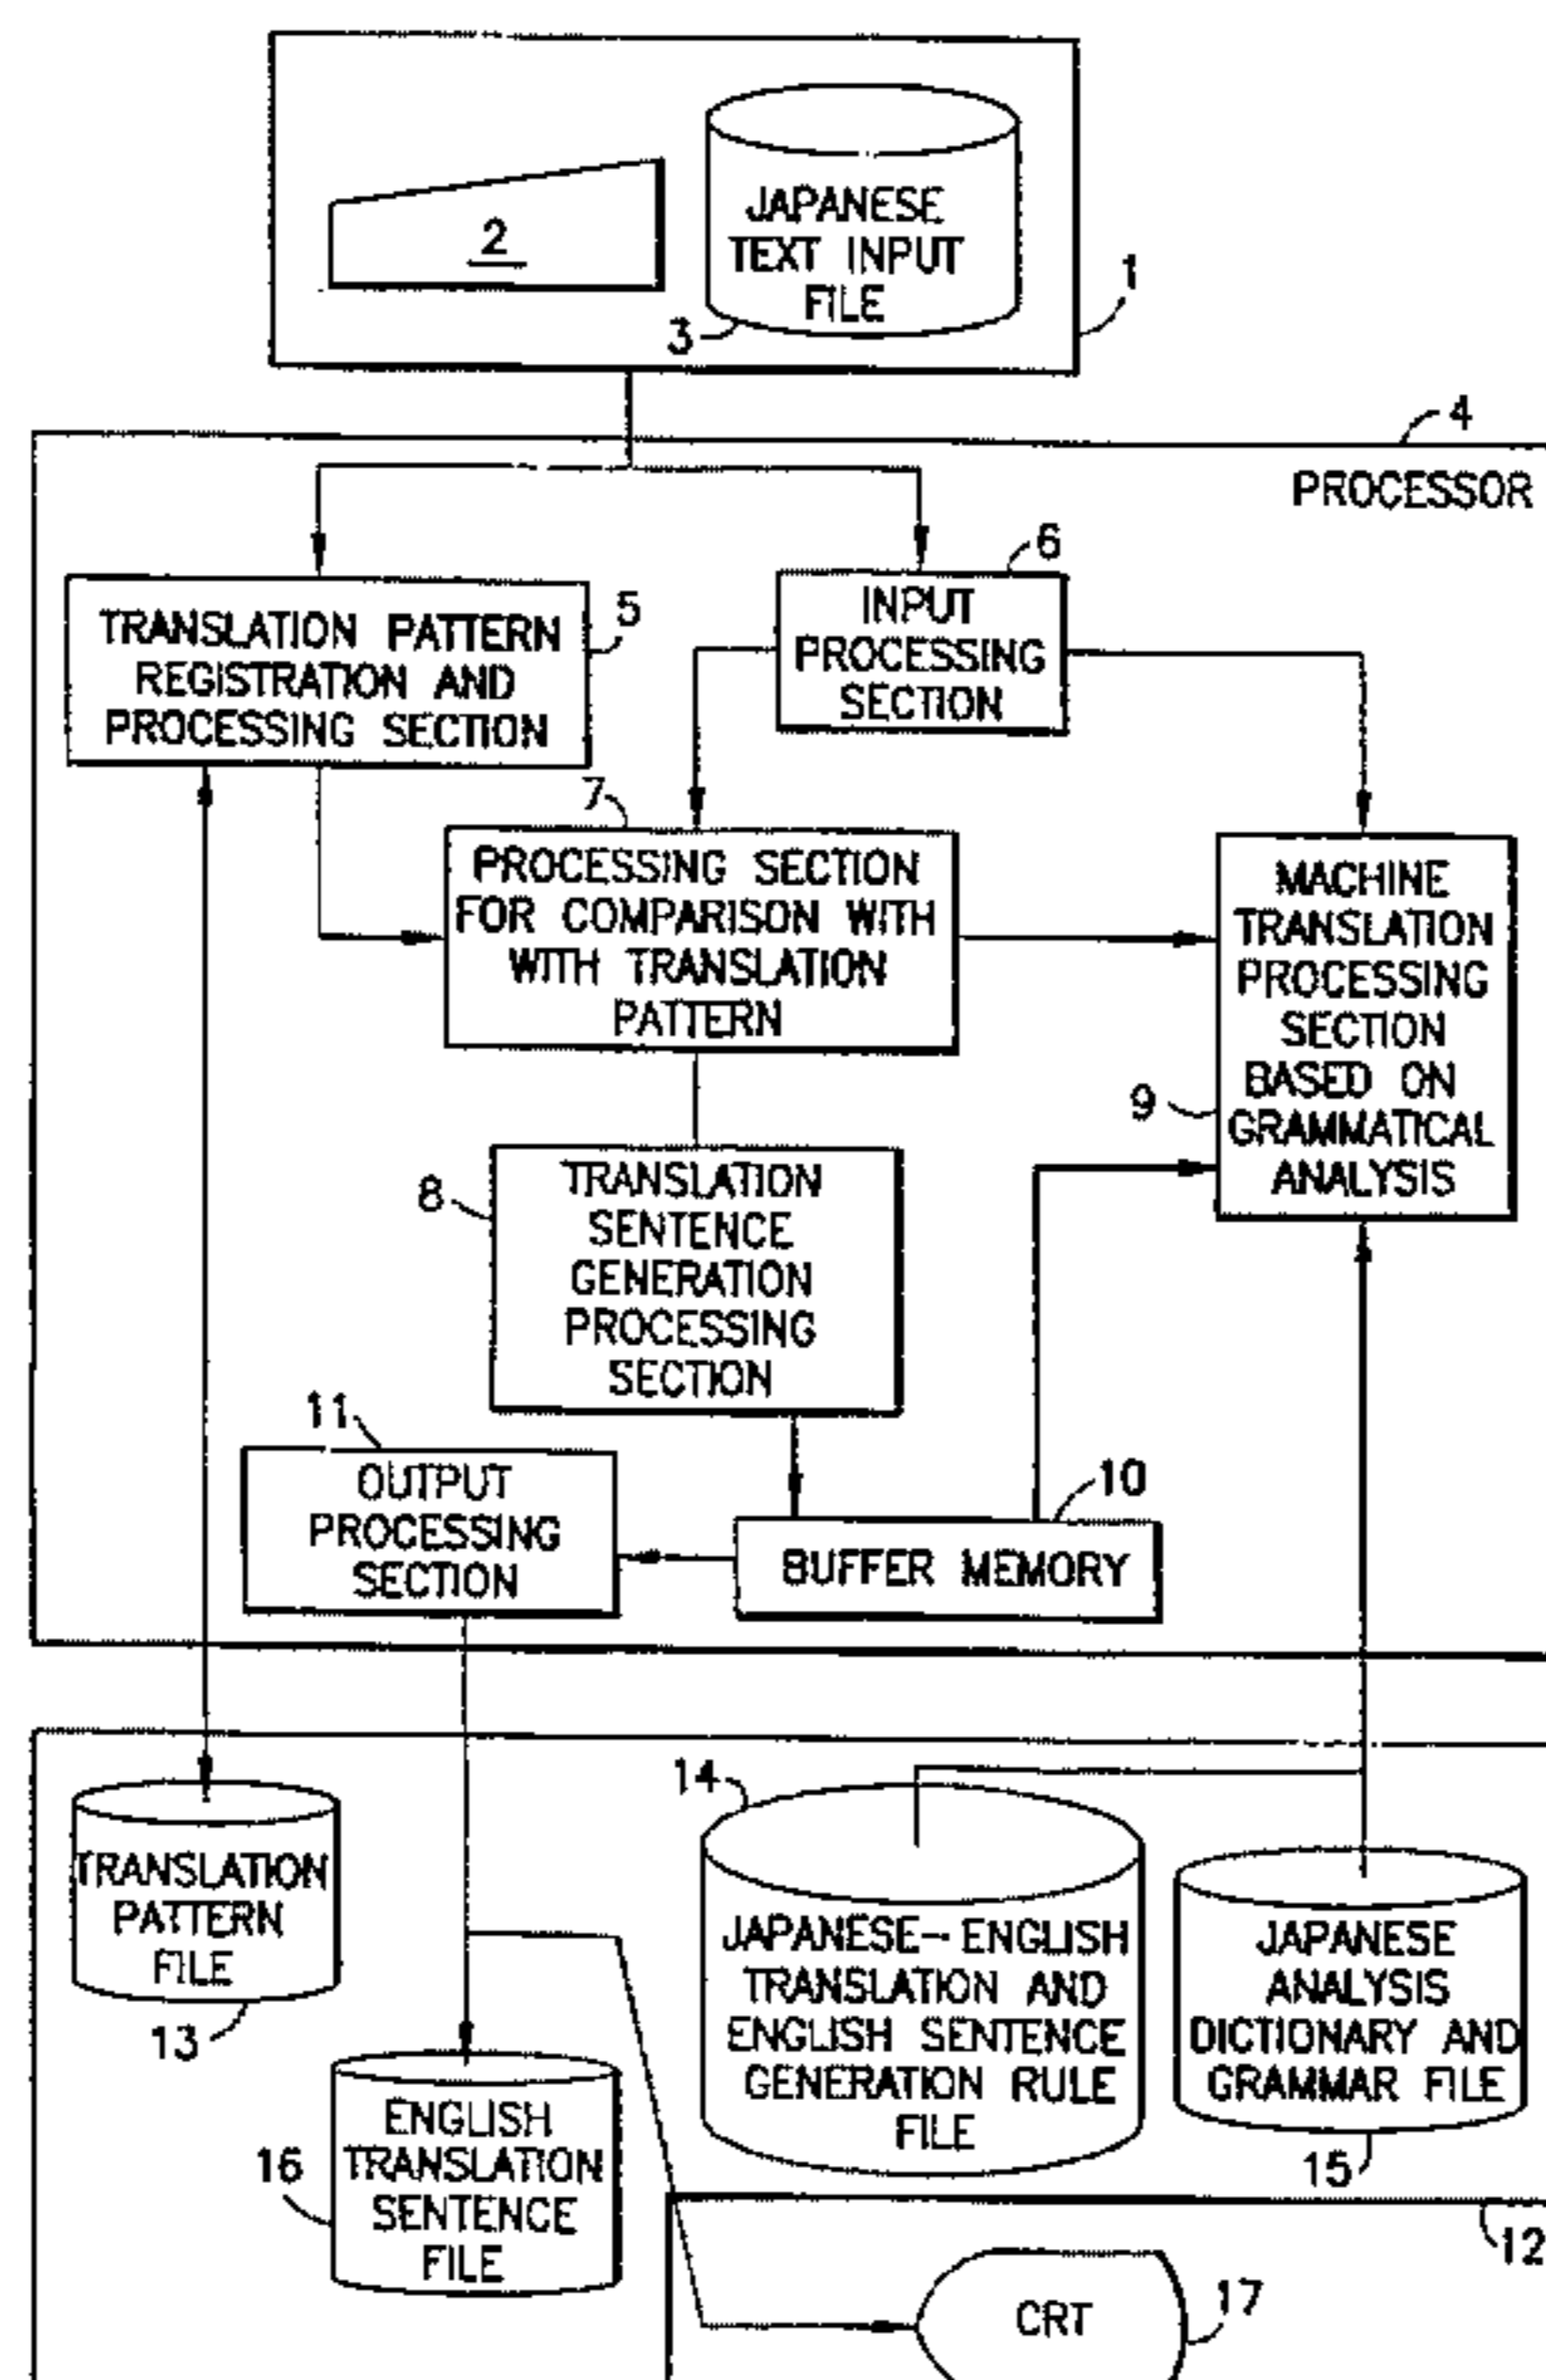 2
JAPANESE
TEXT INPUT
FILE
3
1
4
PROCESSOR
6
INPUT
PROCESSING
SECTION
5
TRANSLATION PATTERN
REGISTRATION AND
PROCESSING SECTION
7
PROCESSING SECTION
FOR COMPARISON WITH
WITH TRANSLATION
PATTERN
MACHINE
TRANSLATION
PROCESSING
SECTION
BASED ON
GRAMMATICAL
ANALYSIS
9
8
TRANSLATION
SENTENCE
GENERATION
PROCESSING
SECTION
11
OUTPUT
PROCESSING
SECTION
10
BUFFER MEMORY
TRANSLATION
PATTERN
FILE
13
14
JAPANESE-ENGLISH
TRANSLATION AND
ENGLISH SENTENCE
GENERATION RULE
FILE
JAPANESE
ANALYSIS
DICTIONARY AND
GRAMMAR FILE
15
16
ENGLISH
TRANSLATION
SENTENCE
FILE
12
CRT
17